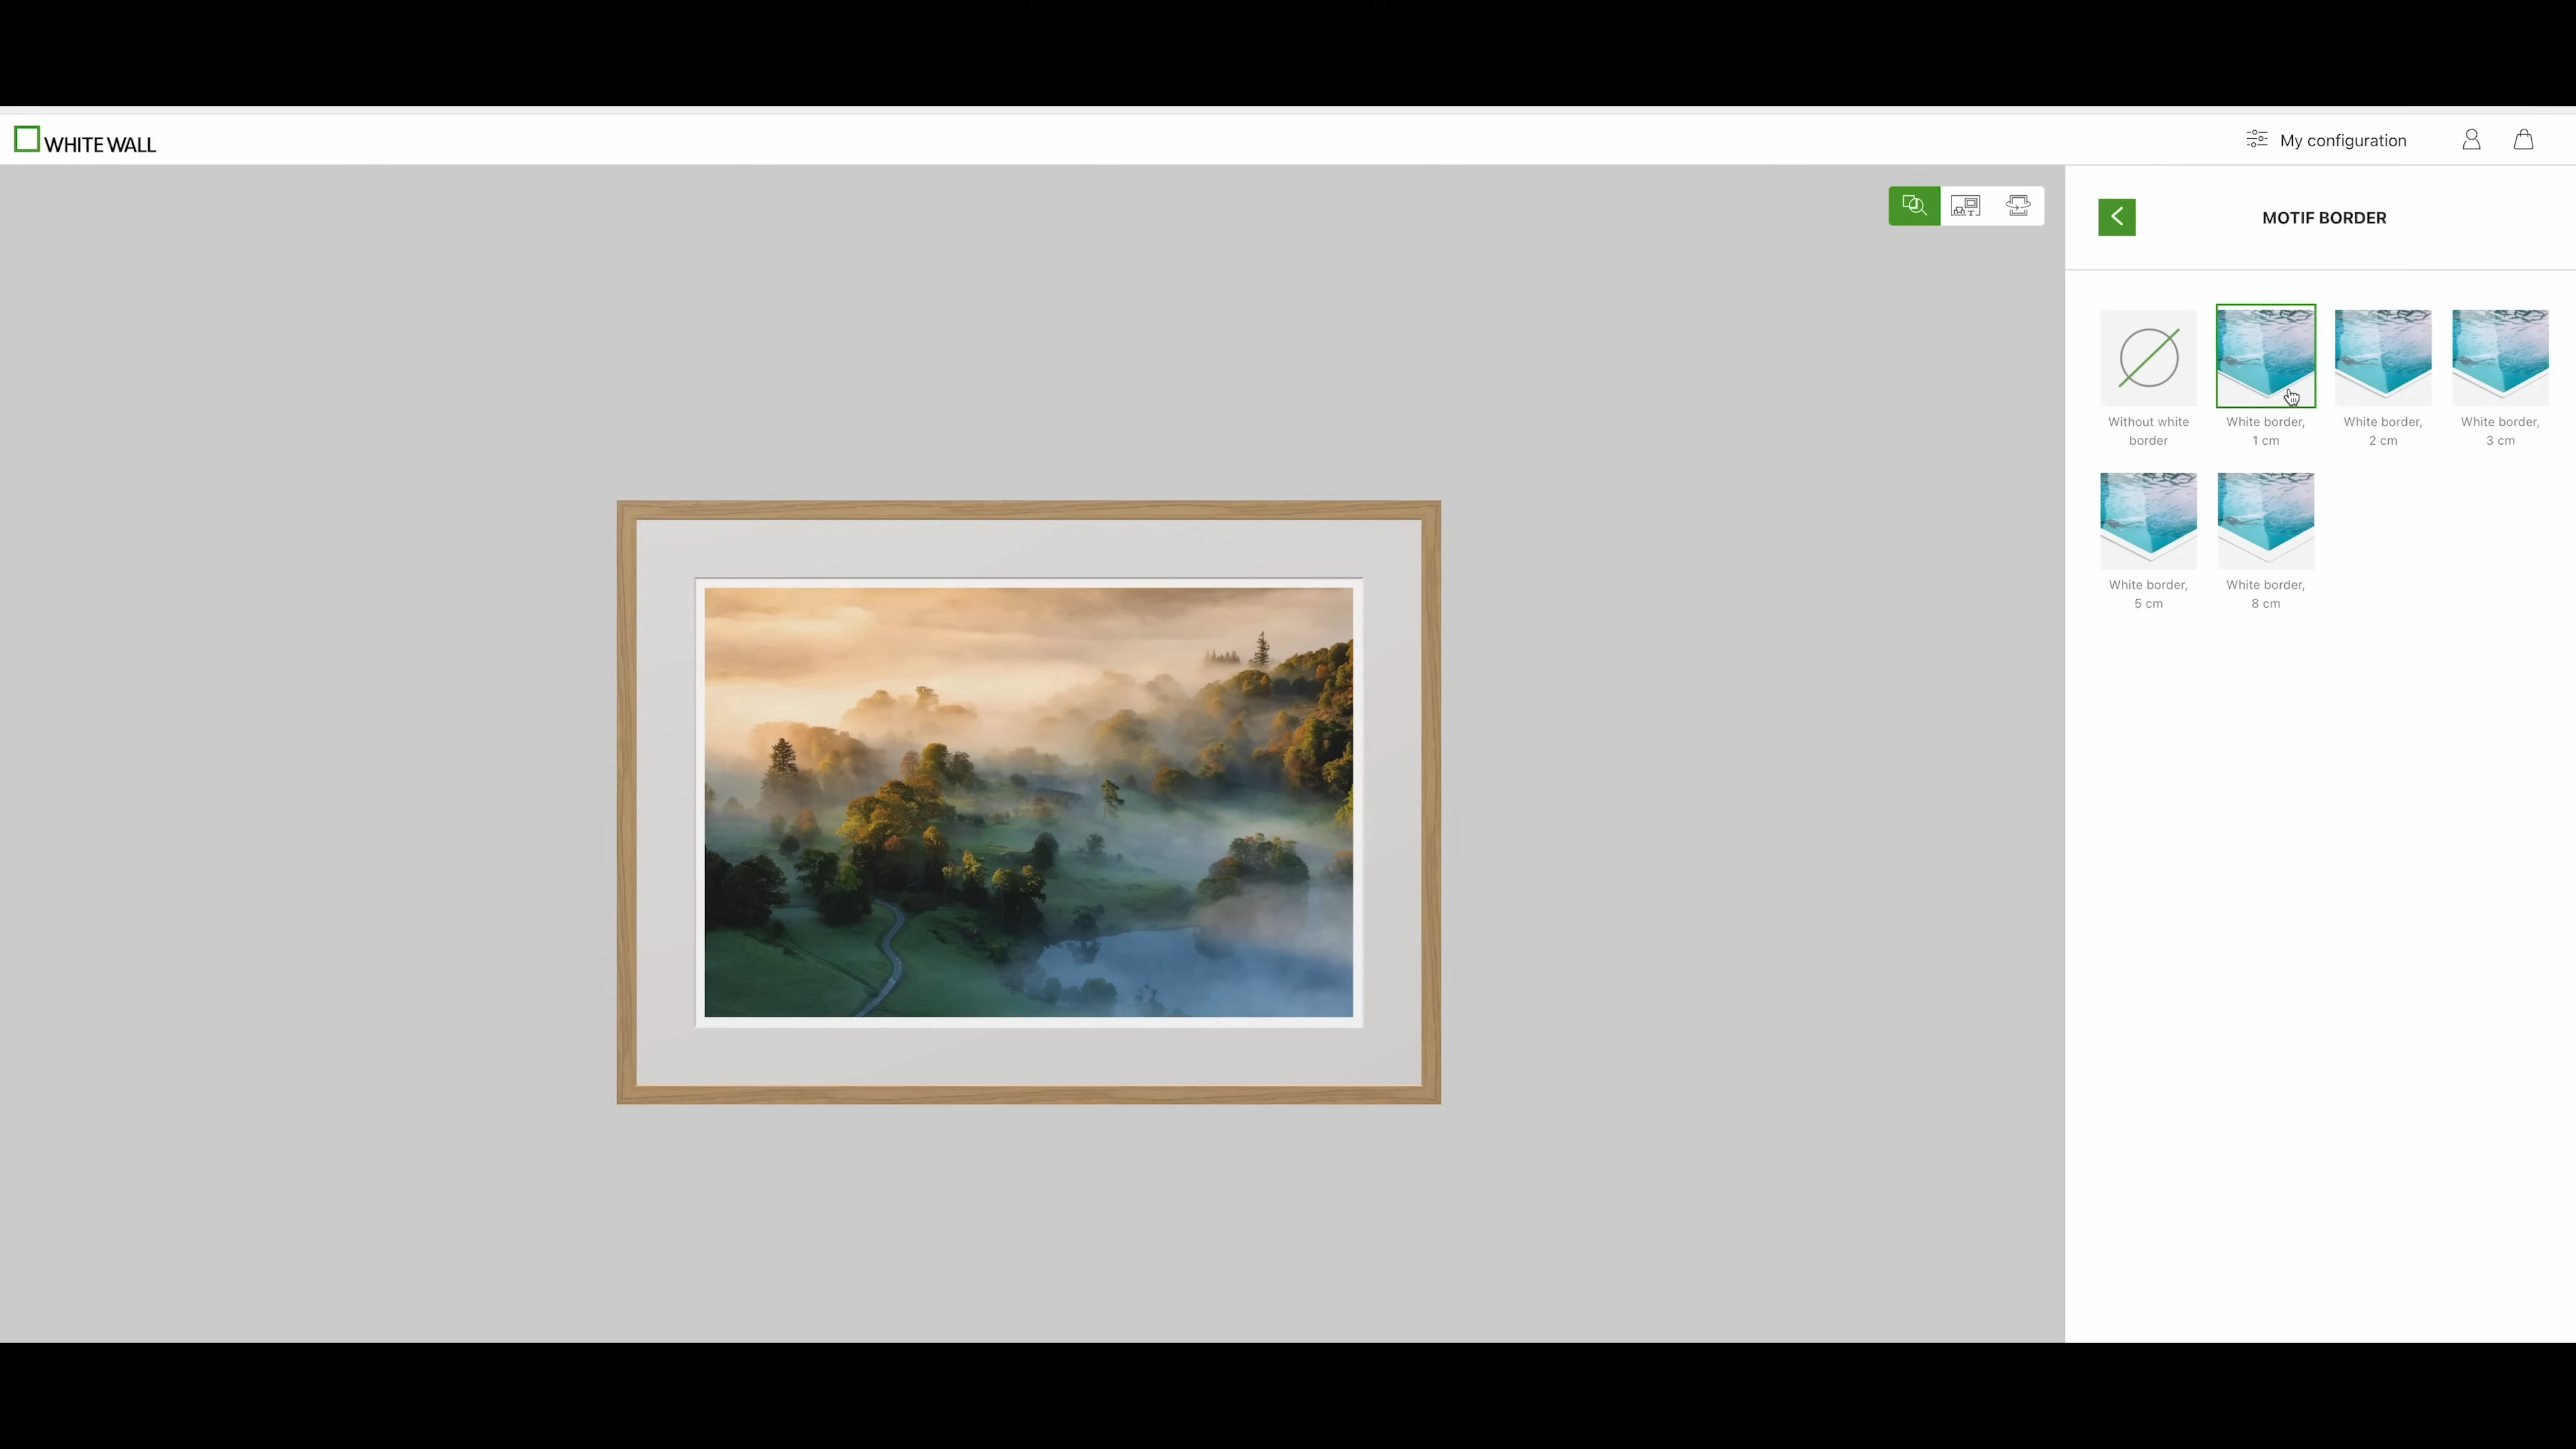 WHITE WALL
My configuration
MOTIF BORDER
Without white
border
White border,
1 cm
White border,
2 cm
White border,
3 cm
White border,
5 cm
White border,
8 cm